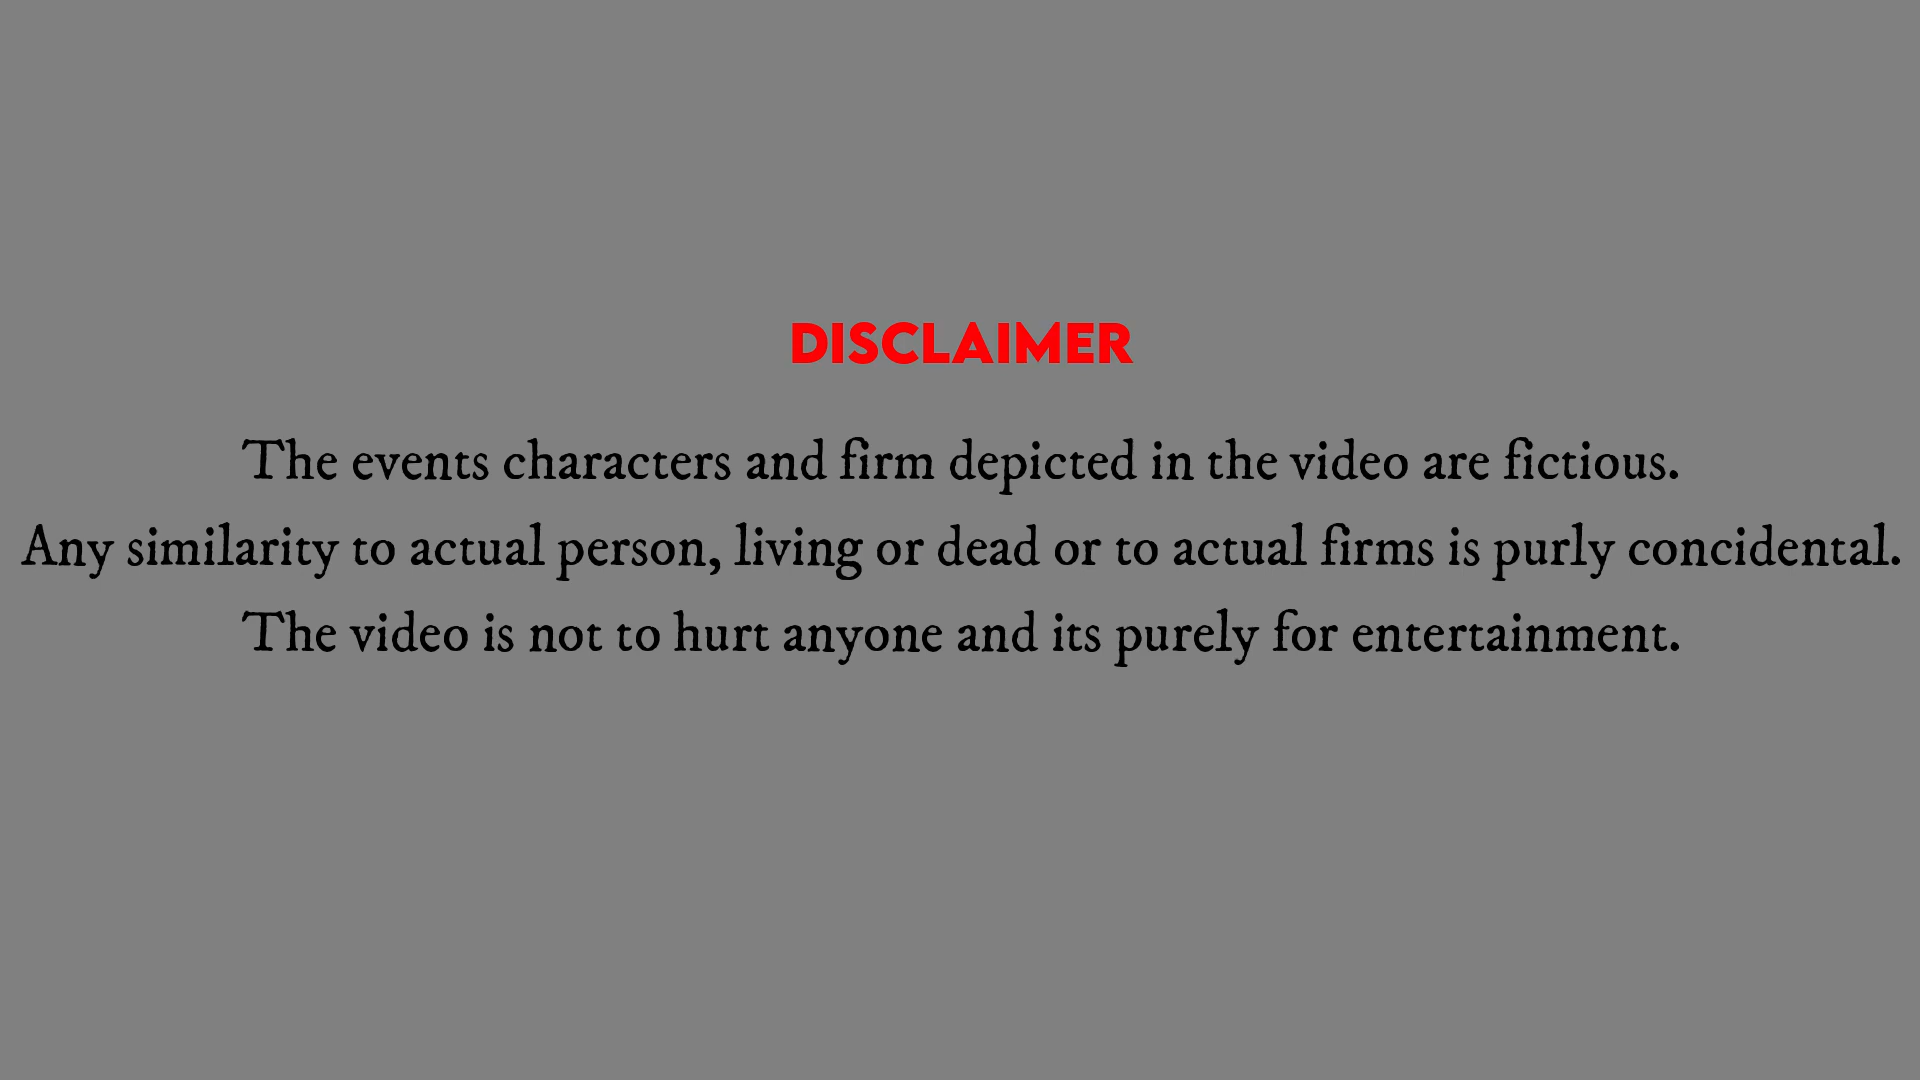 DISCLAIMER
The events characters and firm depicted in the video are fictious.
Any similarity to actual person, living or dead or to actual firms is purly concidental.
The video is not to hurt anyone and its purely for entertainment.